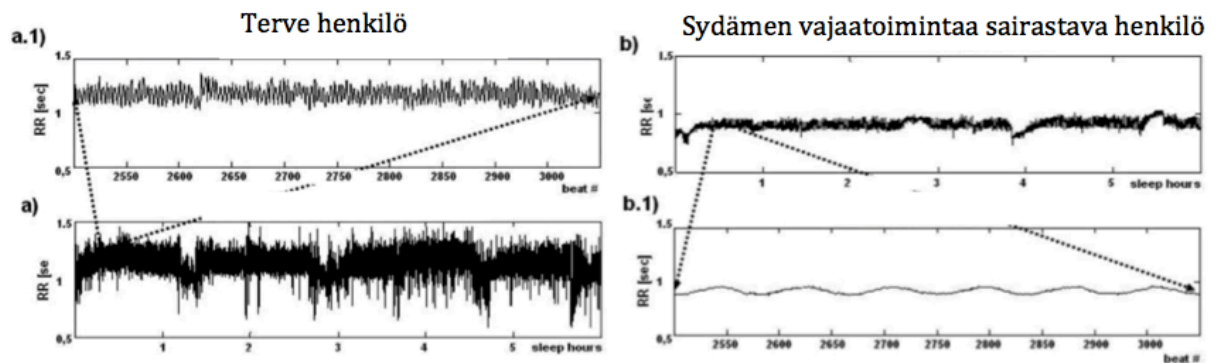 Terve henkilö
a.1)
1.5
1
0,5
RR [sec]
2550 2600 2650 2700 2750 2800 2850 2900 2950 3000
beat #
a)
1.5
1
0,5
RR [se
1 2 3 4 5 sleep hours
Sydämen vajaatoimintaa sairastava henkilö
b)
1.5
1
0,5
RR [se
1 2 3 4 5 sleep hours
b.1)
1.5
1
0,5
RR [sec]
2550 2600 2650 2700 2750 2800 2850 2900 2950 3000
beat #